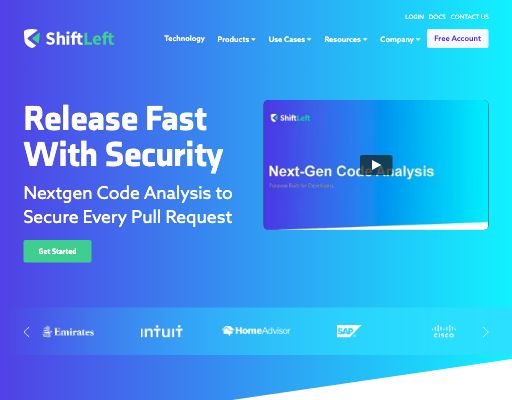 LOGIN DOCS CONTACT US
ShiftLeft
Technology Products Use Cases Resources Company Free Account
Release Fast
With Security
Nextgen Code Analysis to
Secure Every Pull Request
Get Started
ShiftLeft
Next-Gen Code Analysis
Purpose Built for Developers
Emirates
intuit
HomeAdvisor
SAP
cisco